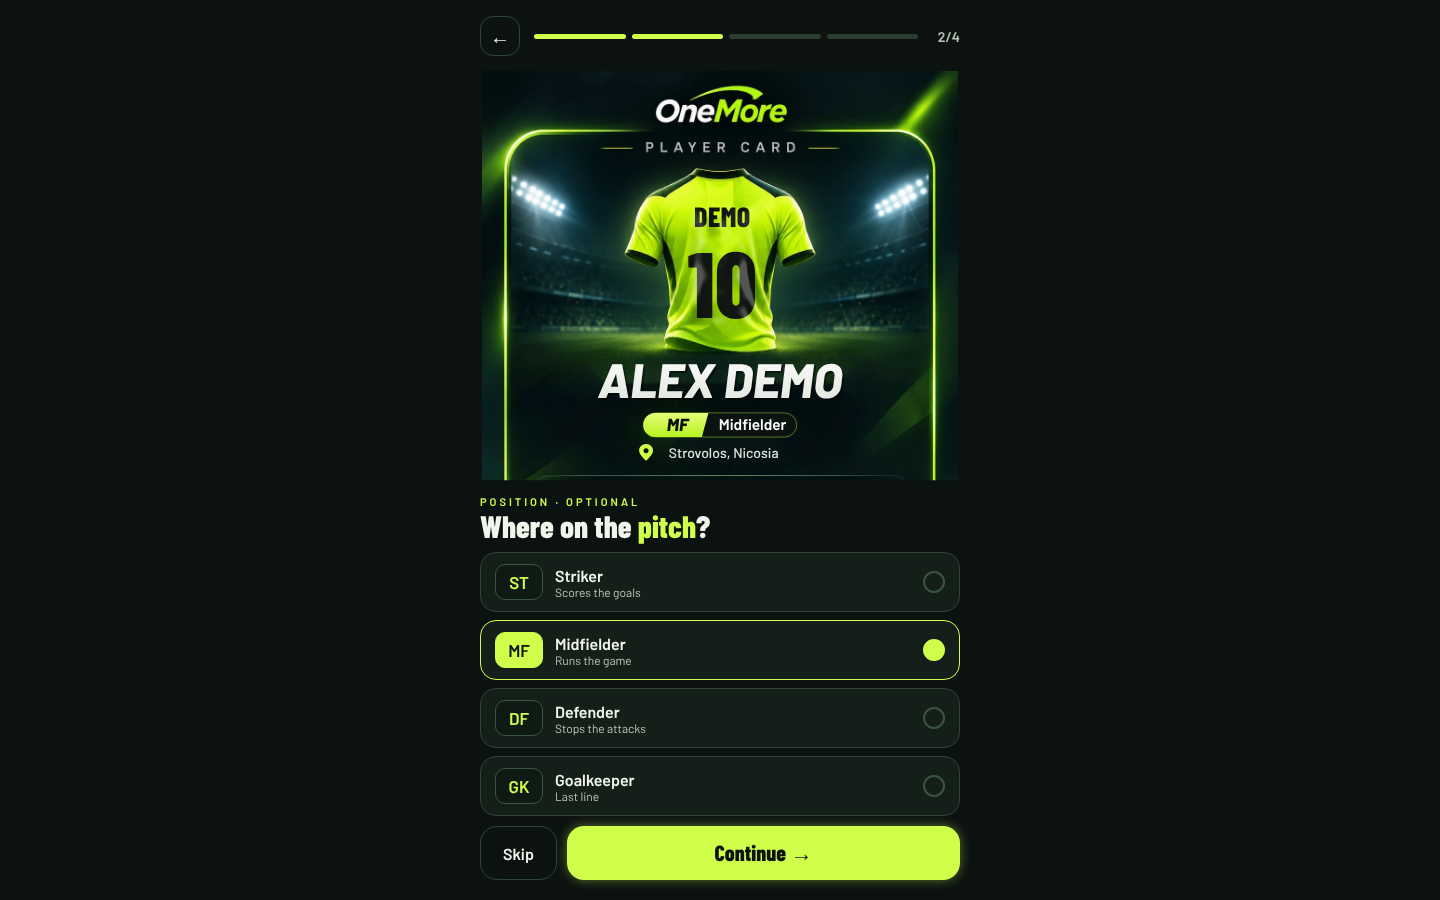 ←
2/4
OneMore
PLAYER CARD
DEMO
10
ALEX DEMO
MF Midfielder
Strovolos, Nicosia
POSITION · OPTIONAL
Where on the pitch?
ST
Striker
Scores the goals
MF
Midfielder
Runs the game
DF
Defender
Stops the attacks
GK
Goalkeeper
Last line
Skip
Continue →